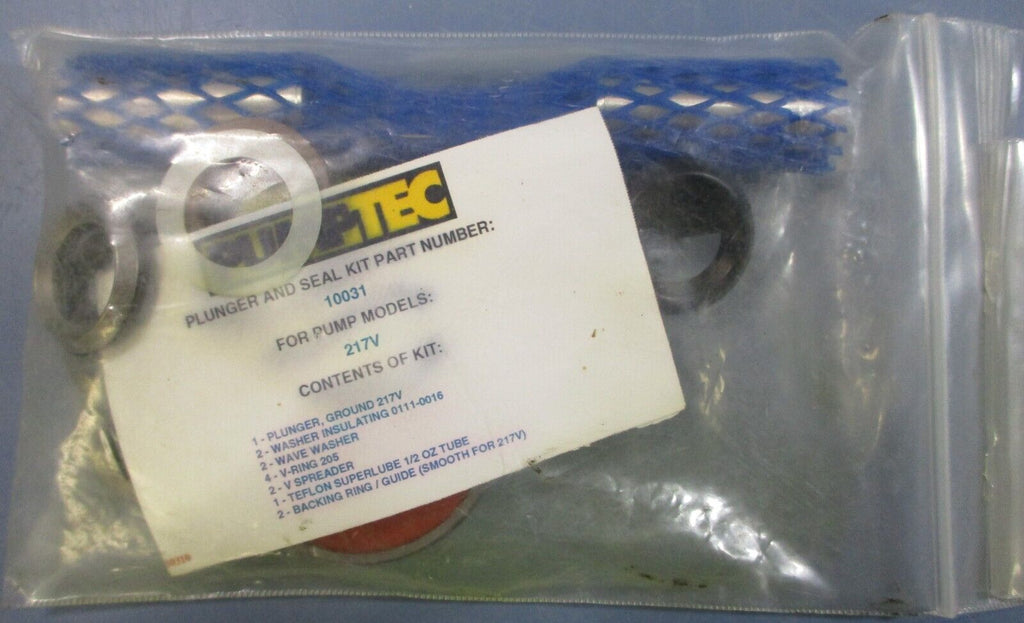 TEC
PLUNGER AND SEAL KIT PART NUMBER:
10031
FOR PUMP MODELS:
217V
CONTENTS OF KIT:
1 - PLUNGER, GROUND 217V
2 - WASHER INSULATING 0111-0016
2 - WAVE WASHER
4 - V-RING 205
2 - V SPREADER
1 - TEFLON SUPERLUBE 1/2 OZ TUBE
2 - BACKING RING / GUIDE (SMOOTH FOR 217V)